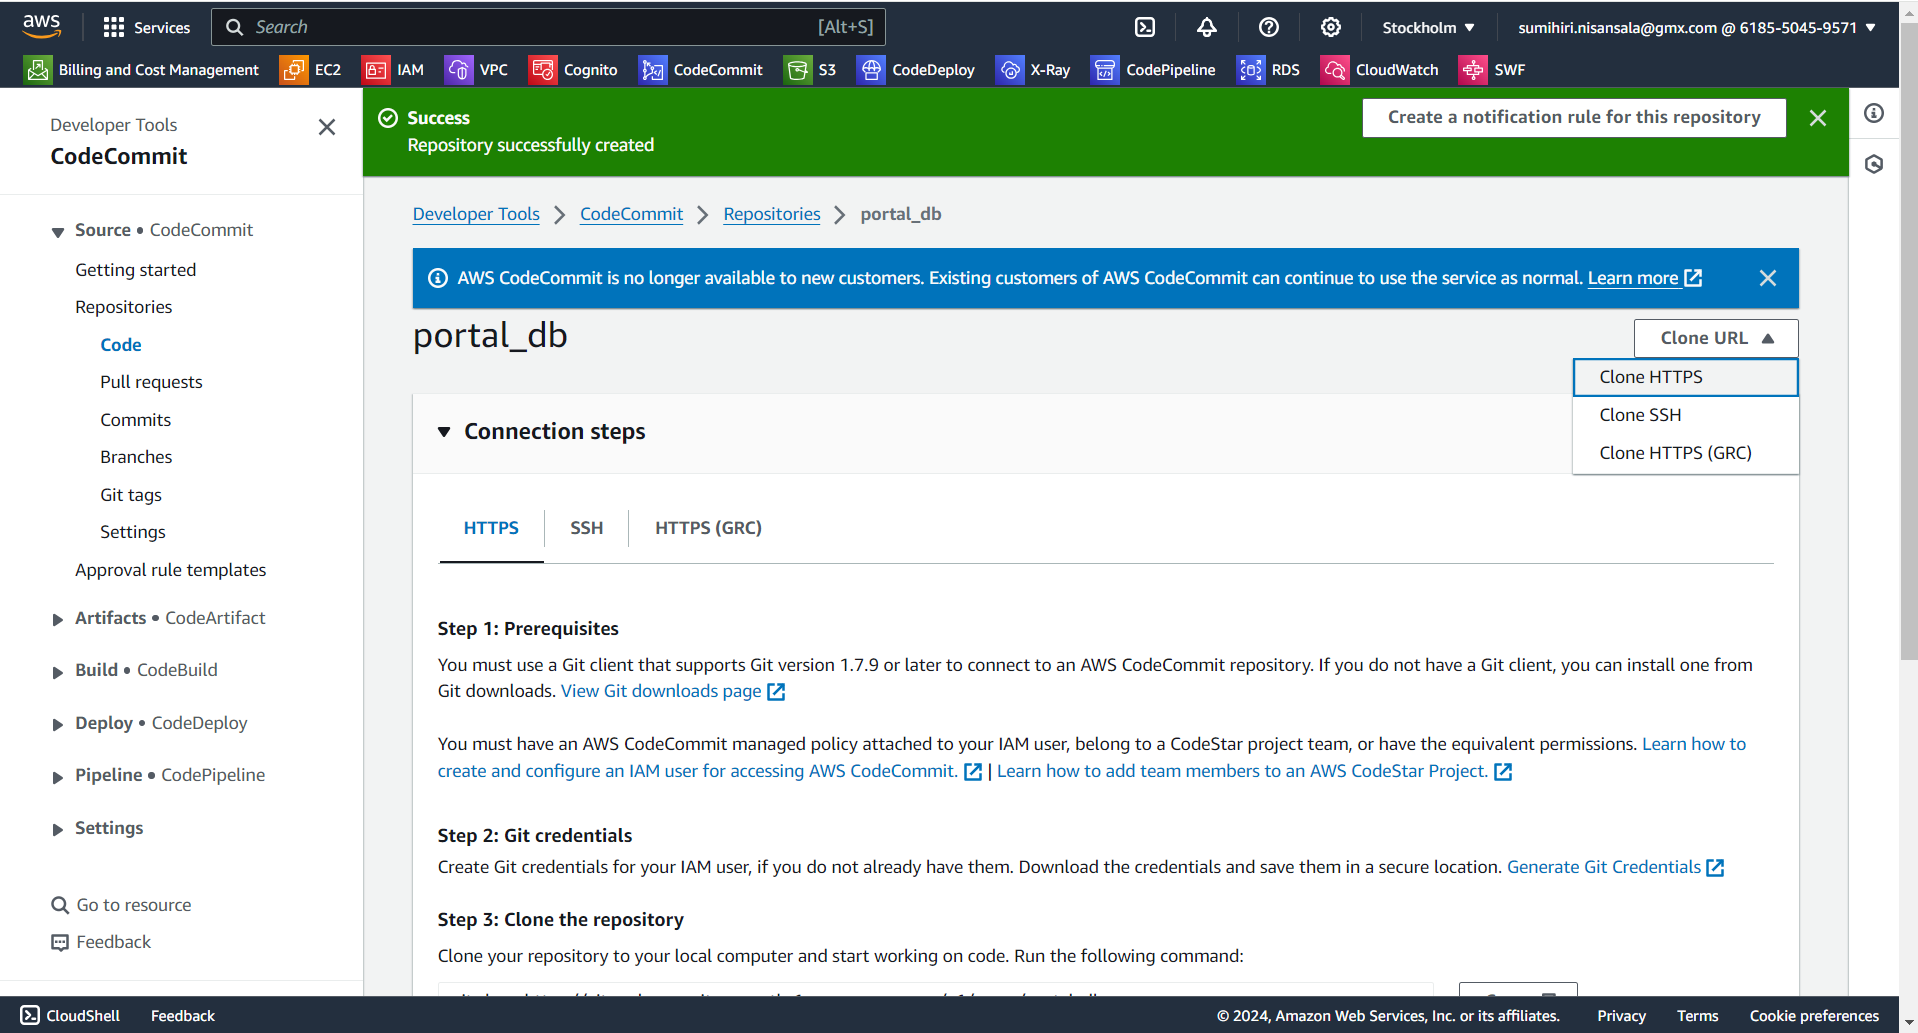 aws
Services
Search
[Alt+S]
Stockholm
sumihiri.nisansala@gmx.com @ 6185-5045-9571
Billing and Cost Management
EC2
IAM
VPC
Cognito
CodeCommit
S3
CodeDeploy
X-Ray
CodePipeline
RDS
CloudWatch
SWF
Developer Tools
CodeCommit
Source • CodeCommit
Getting started
Repositories
Code
Pull requests
Commits
Branches
Git tags
Settings
Approval rule templates
Artifacts • CodeArtifact
Build • CodeBuild
Deploy • CodeDeploy
Pipeline • CodePipeline
Settings
Go to resource
Feedback
Success
Repository successfully created
Create a notification rule for this repository
Developer Tools
CodeCommit
Repositories
portal_db
AWS CodeCommit is no longer available to new customers. Existing customers of AWS CodeCommit can continue to use the service as normal. Learn more
portal_db
Clone URL
Clone HTTPS
Clone SSH
Clone HTTPS (GRC)
Connection steps
HTTPS
SSH
HTTPS (GRC)
Step 1: Prerequisites
You must use a Git client that supports Git version 1.7.9 or later to connect to an AWS CodeCommit repository. If you do not have a Git client, you can install one from
Git downloads. View Git downloads page
You must have an AWS CodeCommit managed policy attached to your IAM user, belong to a CodeStar project team, or have the equivalent permissions. Learn how to
create and configure an IAM user for accessing AWS CodeCommit. | Learn how to add team members to an AWS CodeStar Project.
Step 2: Git credentials
Create Git credentials for your IAM user, if you do not already have them. Download the credentials and save them in a secure location. Generate Git Credentials
Step 3: Clone the repository
Clone your repository to your local computer and start working on code. Run the following command:
CloudShell
Feedback
© 2024, Amazon Web Services, Inc. or its affiliates.
Privacy
Terms
Cookie preferences